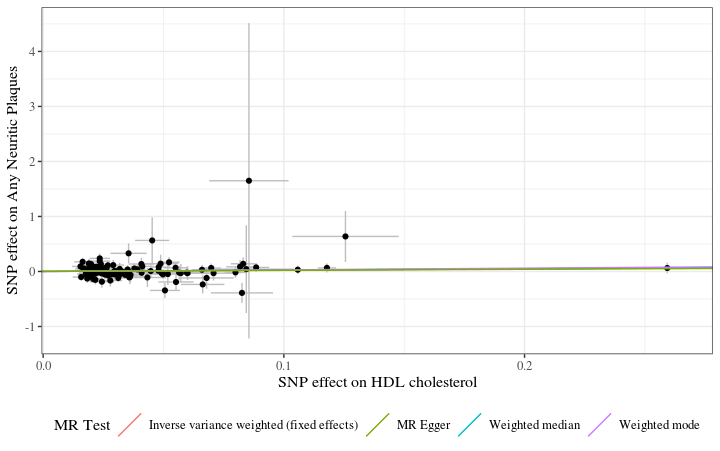 SNP effect on Any Neuritic Plaques
4
3
2
1
0
-1
0.0
0.1
0.2
SNP effect on HDL cholesterol
MR Test
Inverse variance weighted (fixed effects)
MR Egger
Weighted median
Weighted mode